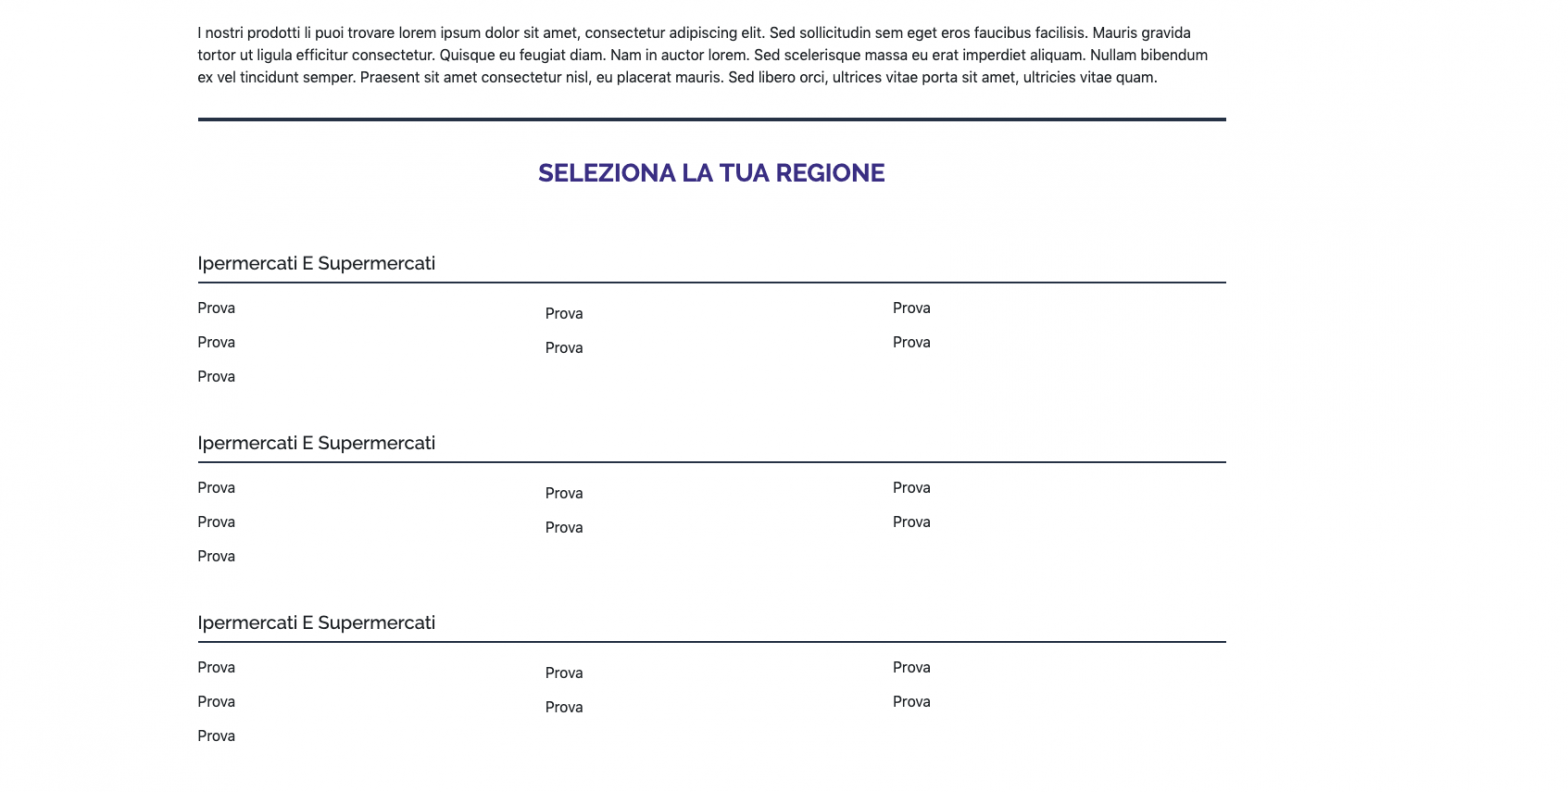 I nostri prodotti li puoi trovare lorem ipsum dolor sit amet, consectetur adipiscing elit. Sed sollicitudin sem eget eros faucibus facilisis. Mauris gravida
tortor ut ligula efficitur consectetur. Quisque eu feugiat diam. Nam in auctor lorem. Sed scelerisque massa eu erat imperdiet aliquam. Nullam bibendum
ex vel tincidunt semper. Praesent sit amet consectetur nisl, eu placerat mauris. Sed libero orci, ultrices vitae porta sit amet, ultricies vitae quam.
SELEZIONA LA TUA REGIONE
Ipermercati E Supermercati
Prova Prova Prova
Prova Prova Prova
Prova
Ipermercati E Supermercati
Prova Prova Prova
Prova Prova Prova
Prova
Ipermercati E Supermercati
Prova Prova Prova
Prova Prova Prova
Prova